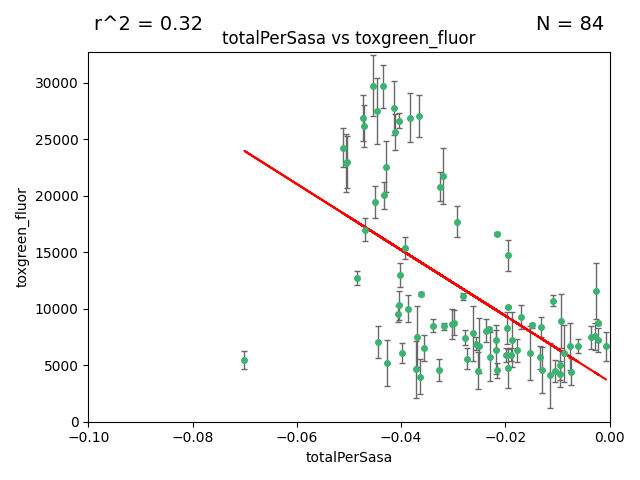 r^2 = 0.32
N = 84
totalPerSasa vs toxgreen_fluor
toxgreen_fluor
30000
25000
20000
15000
10000
5000
0
−0.10
−0.08
−0.06
−0.04
−0.02
0.00
totalPerSasa